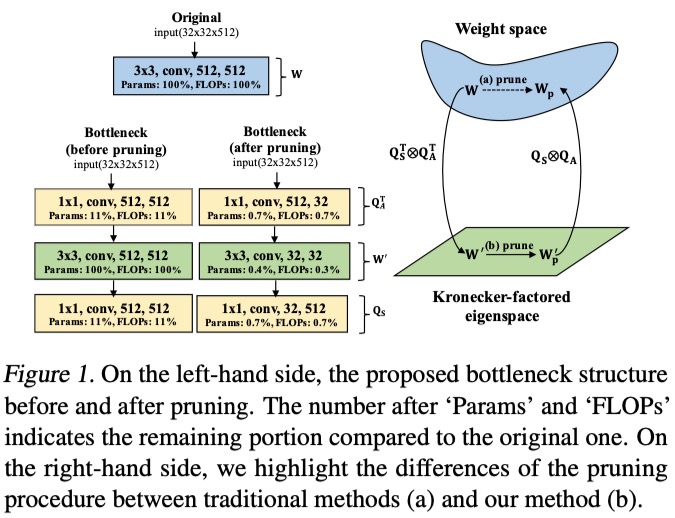 Original
input(32x32x512)
3x3, conv, 512, 512
Params: 100%, FLOPs: 100%
W
Bottleneck
(before pruning)
input(32x32x512)
1x1, conv, 512, 512
Params: 11%, FLOPs: 11%
3x3, conv, 512, 512
Params: 100%, FLOPs: 100%
1x1, conv, 512, 512
Params: 11%, FLOPs: 11%
Bottleneck
(after pruning)
input(32x32x512)
1x1, conv, 512, 32
Params: 0.7%, FLOPs: 0.7%
3x3, conv, 32, 32
Params: 0.4%, FLOPs: 0.3%
1x1, conv, 32, 512
Params: 0.7%, FLOPs: 0.7%
Q_A^T
W'
Q_S
Weight space
W (a) prune W_p
Q_S^T⊗Q_A^T
Q_S⊗Q_A
W' (b) prune W'_p
Kronecker-factored
eigenspace
Figure 1. On the left-hand side, the proposed bottleneck structure
before and after pruning. The number after ‘Params’ and ‘FLOPs’
indicates the remaining portion compared to the original one. On
the right-hand side, we highlight the differences of the pruning
procedure between traditional methods (a) and our method (b).